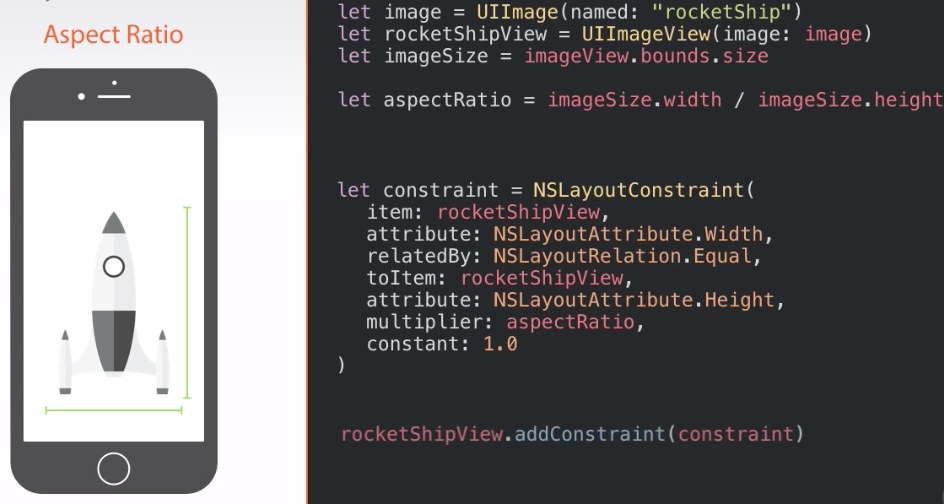 Aspect Ratio
let image = UIImage(named: "rocketShip")
let rocketShipView = UIImageView(image: image)
let imageSize = imageView.bounds.size
let aspectRatio = imageSize.width / imageSize.height
let constraint = NSLayoutConstraint(
item: rocketShipView,
attribute: NSLayoutAttribute.Width,
relatedBy: NSLayoutRelation.Equal,
toItem: rocketShipView,
attribute: NSLayoutAttribute.Height,
multiplier: aspectRatio,
constant: 1.0
)
rocketShipView.addConstraint(constraint)